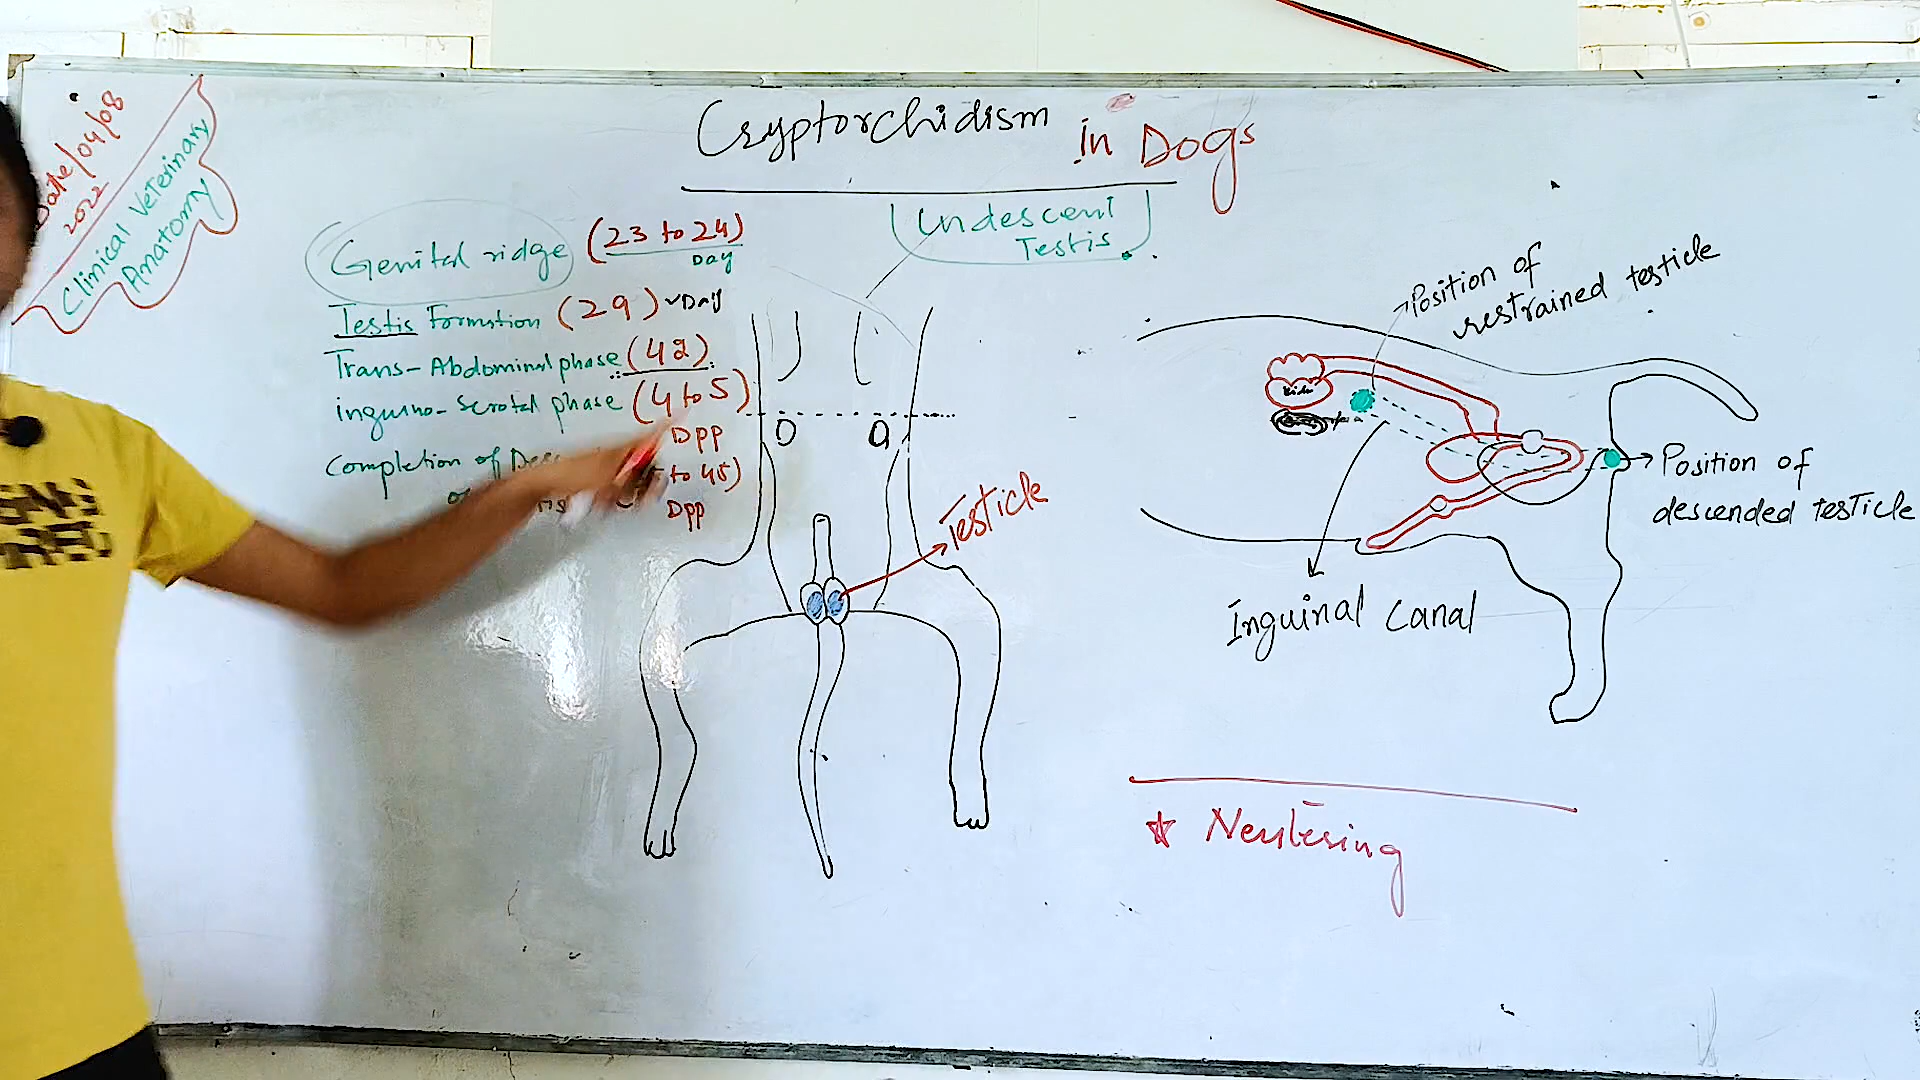 Date/04/08
2022
Clinical Veterinary
Anatomy
Cryptorchidism in Dogs
Undescent
Testis.
Genital ridge (23 to 24)
Day
Testis Formation (29) Day
Trans-Abdominal phase (42)
inguino-Scrotal phase (4 to 5)
Dpp
Completion of
to 45)
Dpp
Testicle
Position of
restrained testicle
Position of
descended testicle
Inguinal Canal
* Neutering